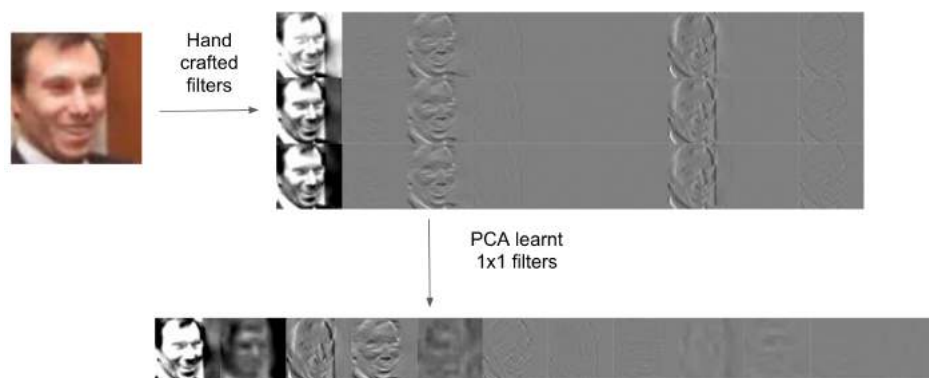 Hand
crafted
filters
PCA learnt
1x1 filters